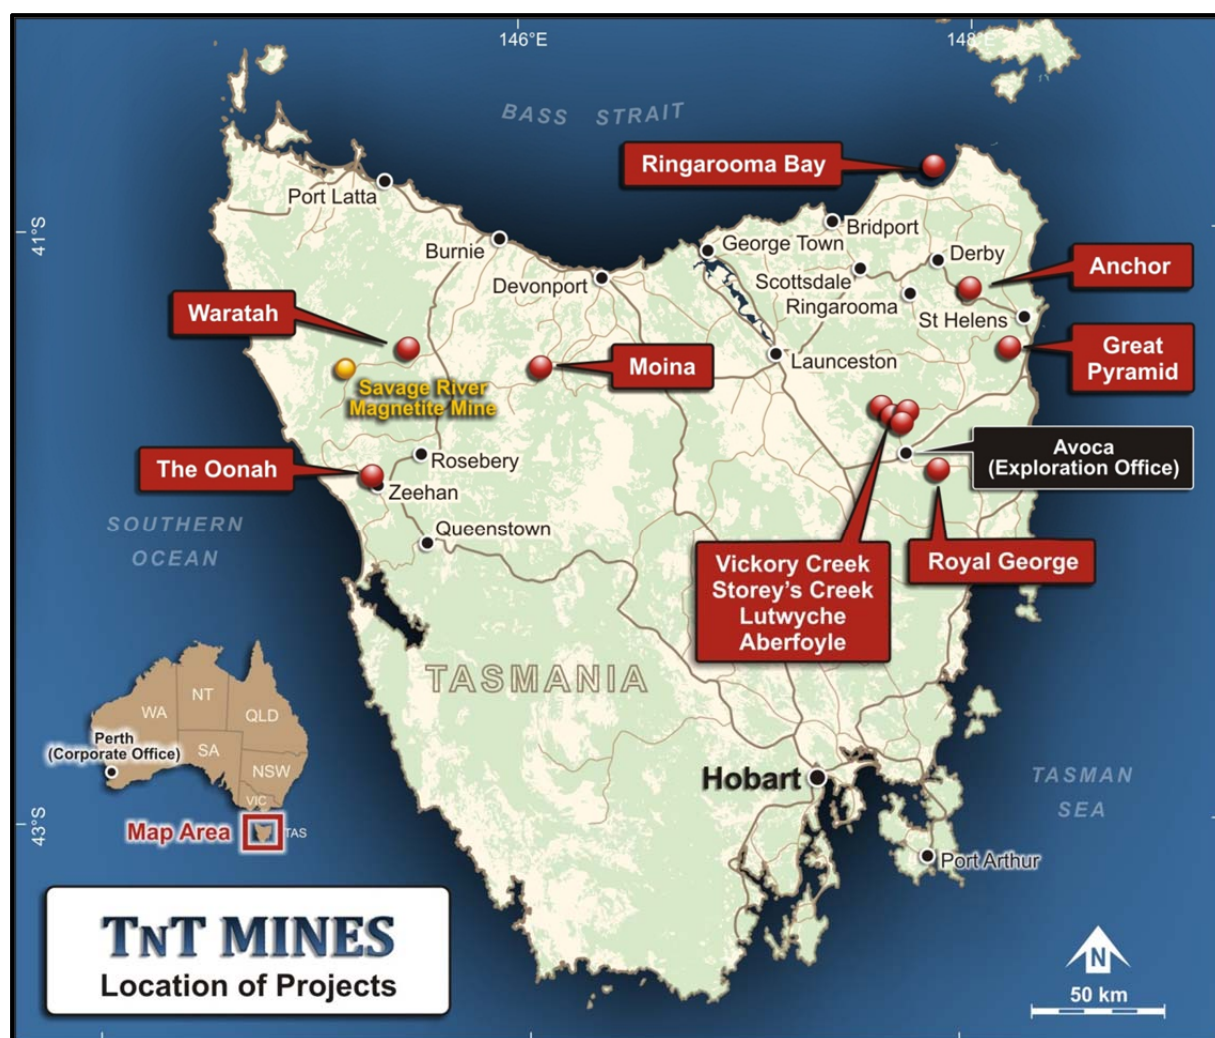 146°E
148°E
BASS STRAIT
Ringarooma Bay
Port Latta
41°S
Burnie
George Town
Bridport
Derby
Devonport
Scottsdale
Ringarooma
Anchor
St Helens
Waratah
Launceston
Moina
Great
Pyramid
Savage River
Magnetite Mine
Avoca
(Exploration Office)
Rosebery
The Oonah
Zeehan
SOUTHERN
OCEAN
Queenstown
Vickory Creek
Storey's Creek
Lutwyche
Aberfoyle
Royal George
TASMANIA
NT
WA
QLD
Perth
(Corporate Office)
SA
NSW
VIC
Map Area
TAS
Hobart
TASMAN
SEA
43°S
Port Arthur
TNT MINES
Location of Projects
N
50 km